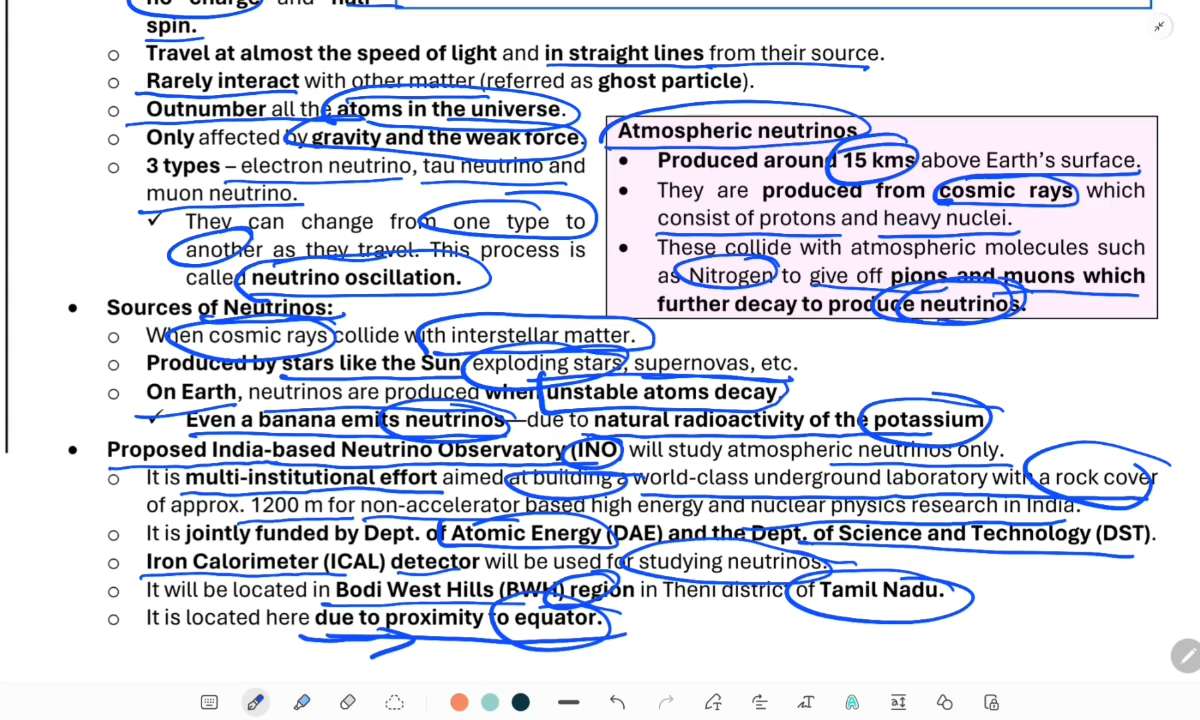 no charge and half
spin.
o Travel at almost the speed of light and in straight lines from their source.
o Rarely interact with other matter (referred as ghost particle).
o Outnumber all the atoms in the universe.
o Only affected by gravity and the weak force.
o 3 types – electron neutrino, tau neutrino and
muon neutrino.
✓ They can change from one type to
another as they travel. This process is
called neutrino oscillation.
Atmospheric neutrinos
• Produced around 15 kms above Earth's surface.
• They are produced from cosmic rays which
consist of protons and heavy nuclei.
• These collide with atmospheric molecules such
as Nitrogen to give off pions and muons which
further decay to produce neutrinos.
• Sources of Neutrinos:
o When cosmic rays collide with interstellar matter.
o Produced by stars like the Sun, exploding stars, supernovas, etc.
o On Earth, neutrinos are produced when unstable atoms decay.
✓ Even a banana emits neutrinos—due to natural radioactivity of the potassium
• Proposed India-based Neutrino Observatory (INO) will study atmospheric neutrinos only.
o It is multi-institutional effort aimed at building a world-class underground laboratory with a rock cover
of approx. 1200 m for non-accelerator based high energy and nuclear physics research in India.
o It is jointly funded by Dept. of Atomic Energy (DAE) and the Dept. of Science and Technology (DST).
o Iron Calorimeter (ICAL) detector will be used for studying neutrinos.
o It will be located in Bodi West Hills (BWH) region in Theni district of Tamil Nadu.
o It is located here due to proximity to equator.